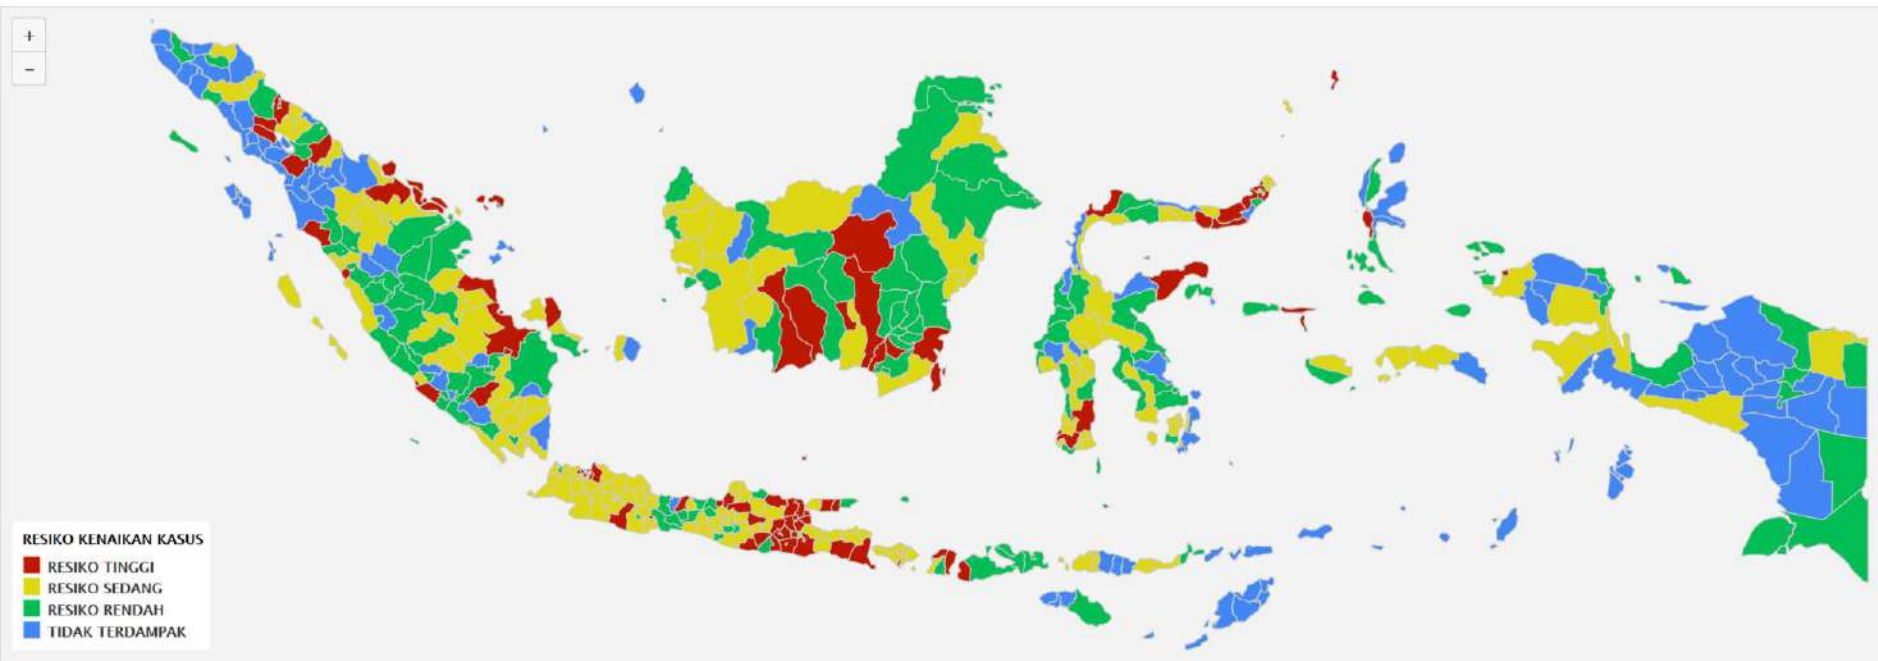 +
−
RESIKO KENAIKAN KASUS
RESIKO TINGGI
RESIKO SEDANG
RESIKO RENDAH
TIDAK TERDAMPAK